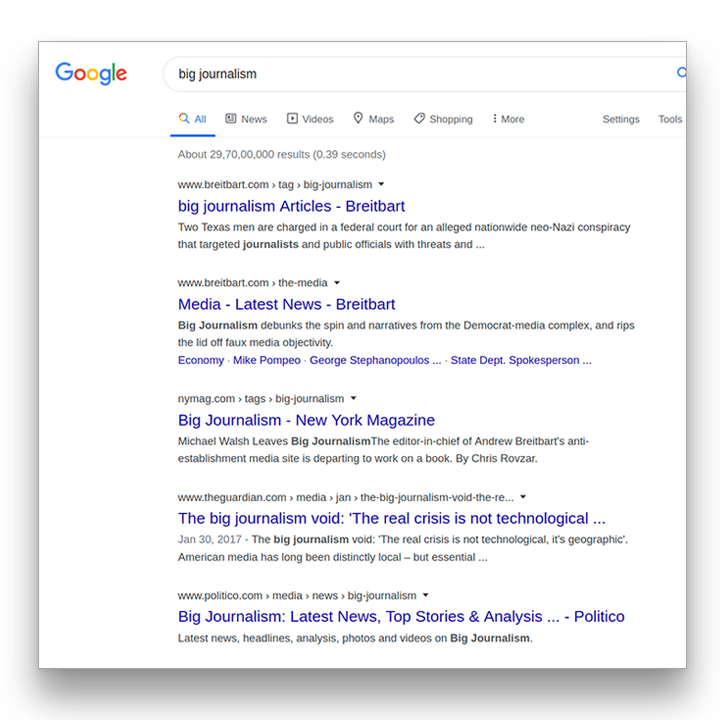 Google
big journalism
All News Videos Maps Shopping More Settings Tools
About 29,70,00,000 results (0.39 seconds)
www.breitbart.com › tag › big-journalism
big journalism Articles - Breitbart
Two Texas men are charged in a federal court for an alleged nationwide neo-Nazi conspiracy
that targeted journalists and public officials with threats and ...
www.breitbart.com › the-media
Media - Latest News - Breitbart
Big Journalism debunks the spin and narratives from the Democrat-media complex, and rips
the lid off faux media objectivity.
Economy · Mike Pompeo · George Stephanopoulos ... · State Dept. Spokesperson ...
nymag.com › tags › big-journalism
Big Journalism - New York Magazine
Michael Walsh Leaves Big JournalismThe editor-in-chief of Andrew Breitbart's anti-
establishment media site is departing to work on a book. By Chris Rovzar.
www.theguardian.com › media › jan › the-big-journalism-void-the-re...
The big journalism void: 'The real crisis is not technological ...
Jan 30, 2017 - The big journalism void: 'The real crisis is not technological, it's geographic'.
American media has long been distinctly local – but essential ...
www.politico.com › media › news › big-journalism
Big Journalism: Latest News, Top Stories & Analysis ... - Politico
Latest news, headlines, analysis, photos and videos on Big Journalism.